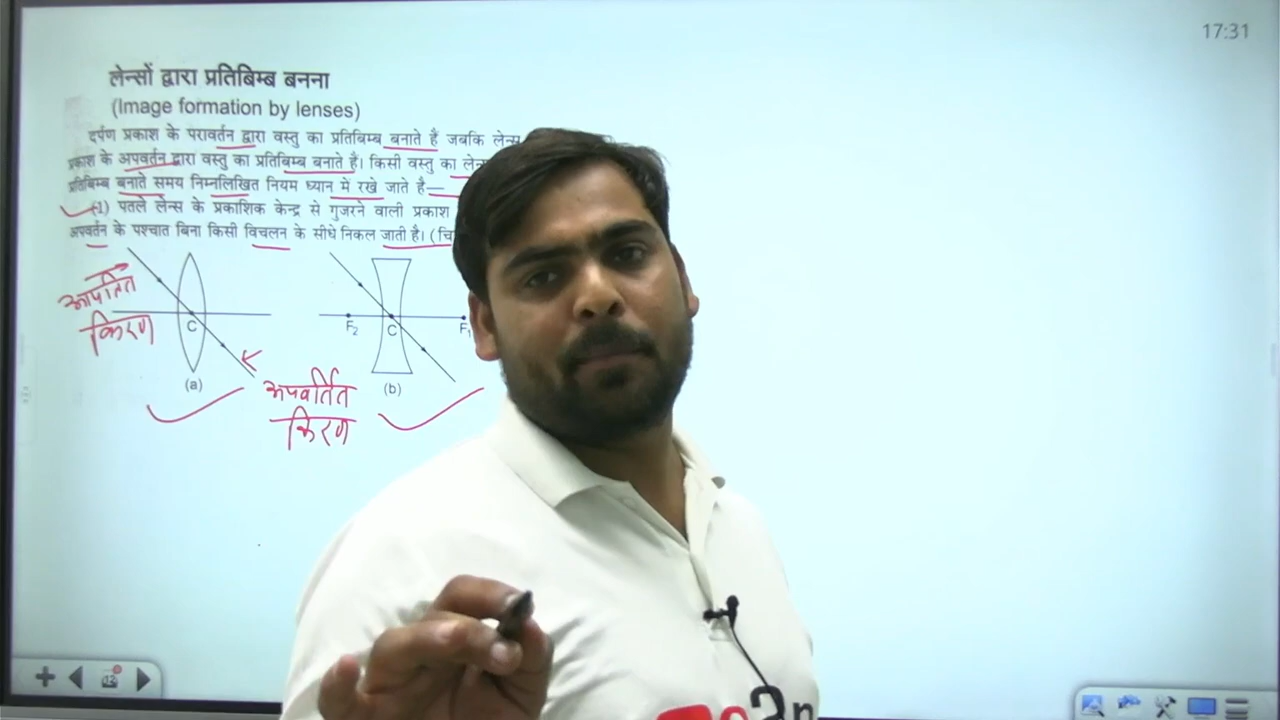 17:31
लेन्सों द्वारा प्रतिबिम्ब बनना
(Image formation by lenses)
दर्पण प्रकाश के परावर्तन द्वारा वस्तु का प्रतिबिम्ब बनाते है जबकि लेन्स
प्रकाश के अपवर्तन द्वारा वस्तु का प्रतिबिम्ब बनाते है। किसी वस्तु का
प्रतिबिम्ब बनाते समय निम्नलिखित नियम ध्यान में रखे जाते है—
(1) पतले लेन्स के प्रकाशिक केन्द्र से गुजरने वाली प्रकाश
अपवर्तन के पश्चात बिना किसी विचलन के सीधे निकल जाती है।
आपतित
किरण
C
(a)
F2
C
F1
(b)
अपवर्तित
किरण